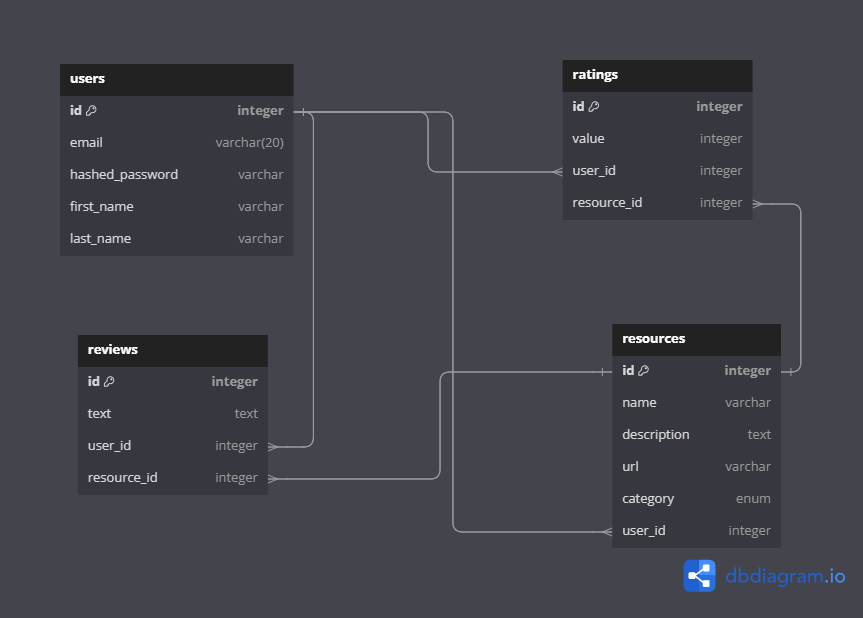 users
id integer
email varchar(20)
hashed_password varchar
first_name varchar
last_name varchar
ratings
id integer
value integer
user_id integer
resource_id integer
reviews
id integer
text text
user_id integer
resource_id integer
resources
id integer
name varchar
description text
url varchar
category enum
user_id integer
dbdiagram.io